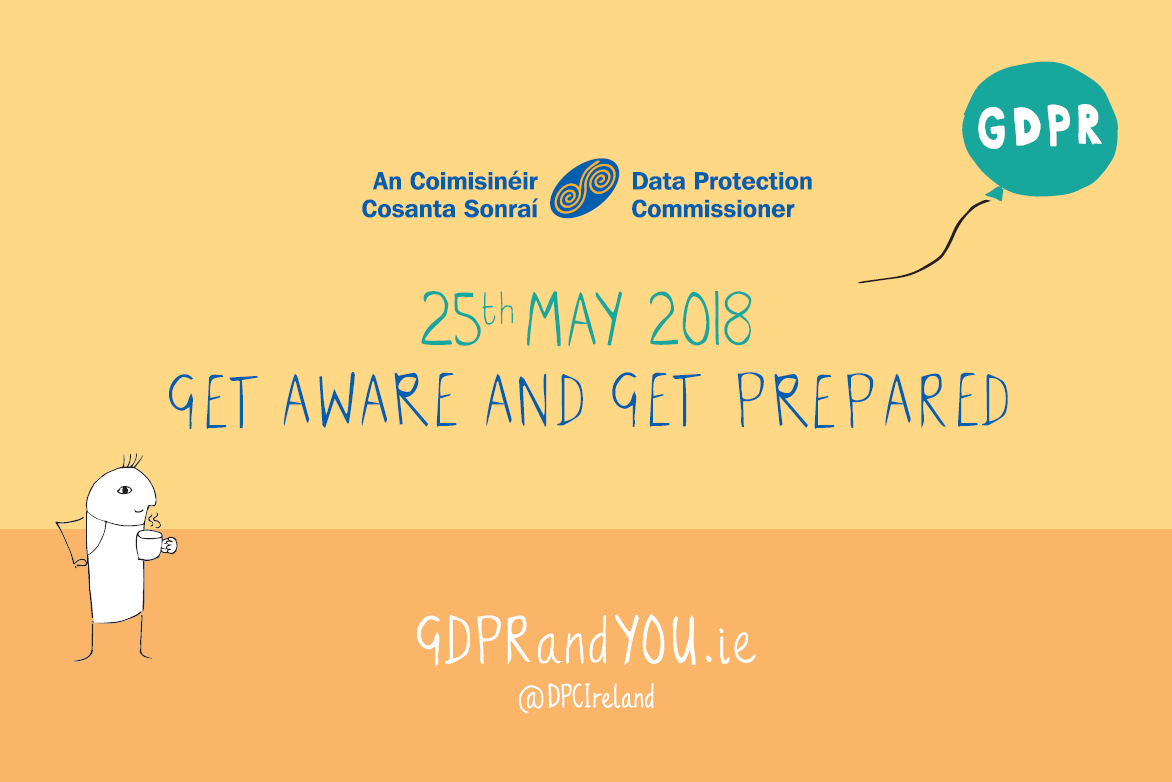 GDPR
An Coimisinéir
Cosanta Sonraí
Data Protection
Commissioner
25th MAY 2018
GET AWARE AND GET PREPARED
GDPRandYOU.ie
@DPCIreland